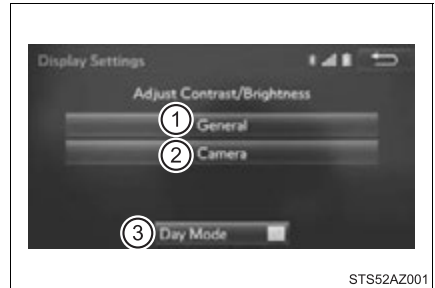 Display Settings
Adjust Contrast/Brightness
1 General
2 Camera
3 Day Mode
STS52AZ001